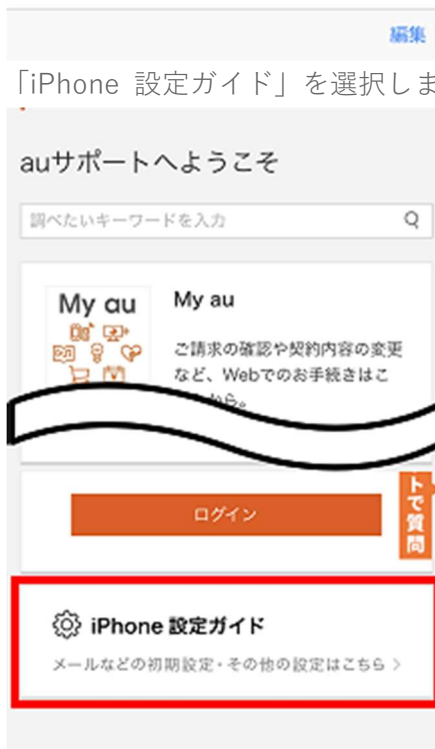 編集
「iPhone 設定ガイド」を選択しま
auサポートへようこそ
調べたいキーワードを入力
My au
My au
ご請求の確認や契約内容の変更
など、Webでのお手続きはこ
から。
ログイン
トで質問
iPhone 設定ガイド
メールなどの初期設定・その他の設定はこちら >